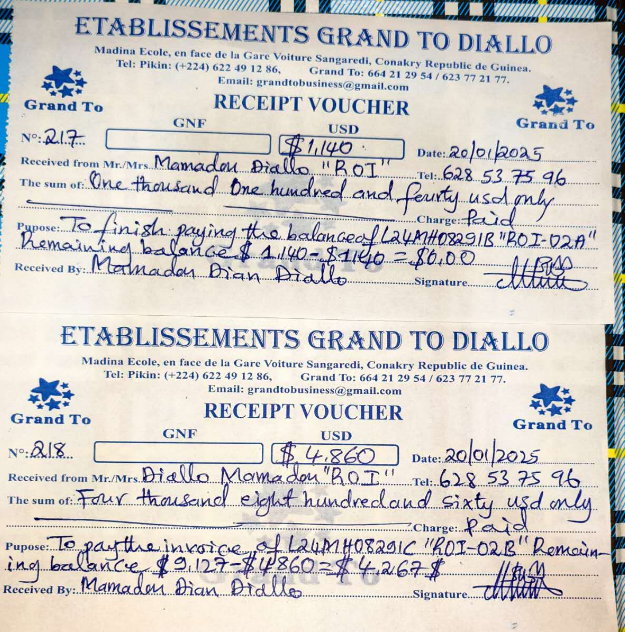 ETABLISSEMENTS GRAND TO DIALLO
Madina Ecole, en face de la Gare Voiture Sangaredi, Conakry Republic de Guinea.
Tel: Pikin: (+224) 622 49 12 86, Grand To: 664 21 29 54 / 623 77 21 77.
Email: grandtobusiness@gmail.com
Grand To
RECEIPT VOUCHER
Grand To
GNF USD
N°: 217 $1,140 Date: 20/01/2025
Received from Mr./Mrs. Mamadou Diallo "ROI" Tel: 628 53 75 96
The sum of: One thousand One hundred and fourty usd only
Charge: Paid
Pupose: To finish paying the balance of L24MH08291B "ROI-02A"
Remaining balance $ 1.140-$1140 = $0.00
Received By: Mamadou Dian Diallo Signature
ETABLISSEMENTS GRAND TO DIALLO
Madina Ecole, en face de la Gare Voiture Sangaredi, Conakry Republic de Guinea.
Tel: Pikin: (+224) 622 49 12 86, Grand To: 664 21 29 54 / 623 77 21 77.
Email: grandtobusiness@gmail.com
Grand To
RECEIPT VOUCHER
Grand To
GNF USD
N°: 218 $ 4.860 Date: 20/01/2025
Received from Mr./Mrs. Diallo Mamadou "ROI" Tel: 628 53 75 96
The sum of: Four thousand eight hundred and sixty usd only
Charge: Paid
Pupose: To pay the invoice of L24MH08291C "ROI-02B" Remain-
ing balance $ 9,127-$4860=$ 4,267 $
Received By: Mamadou Dian Diallo Signature